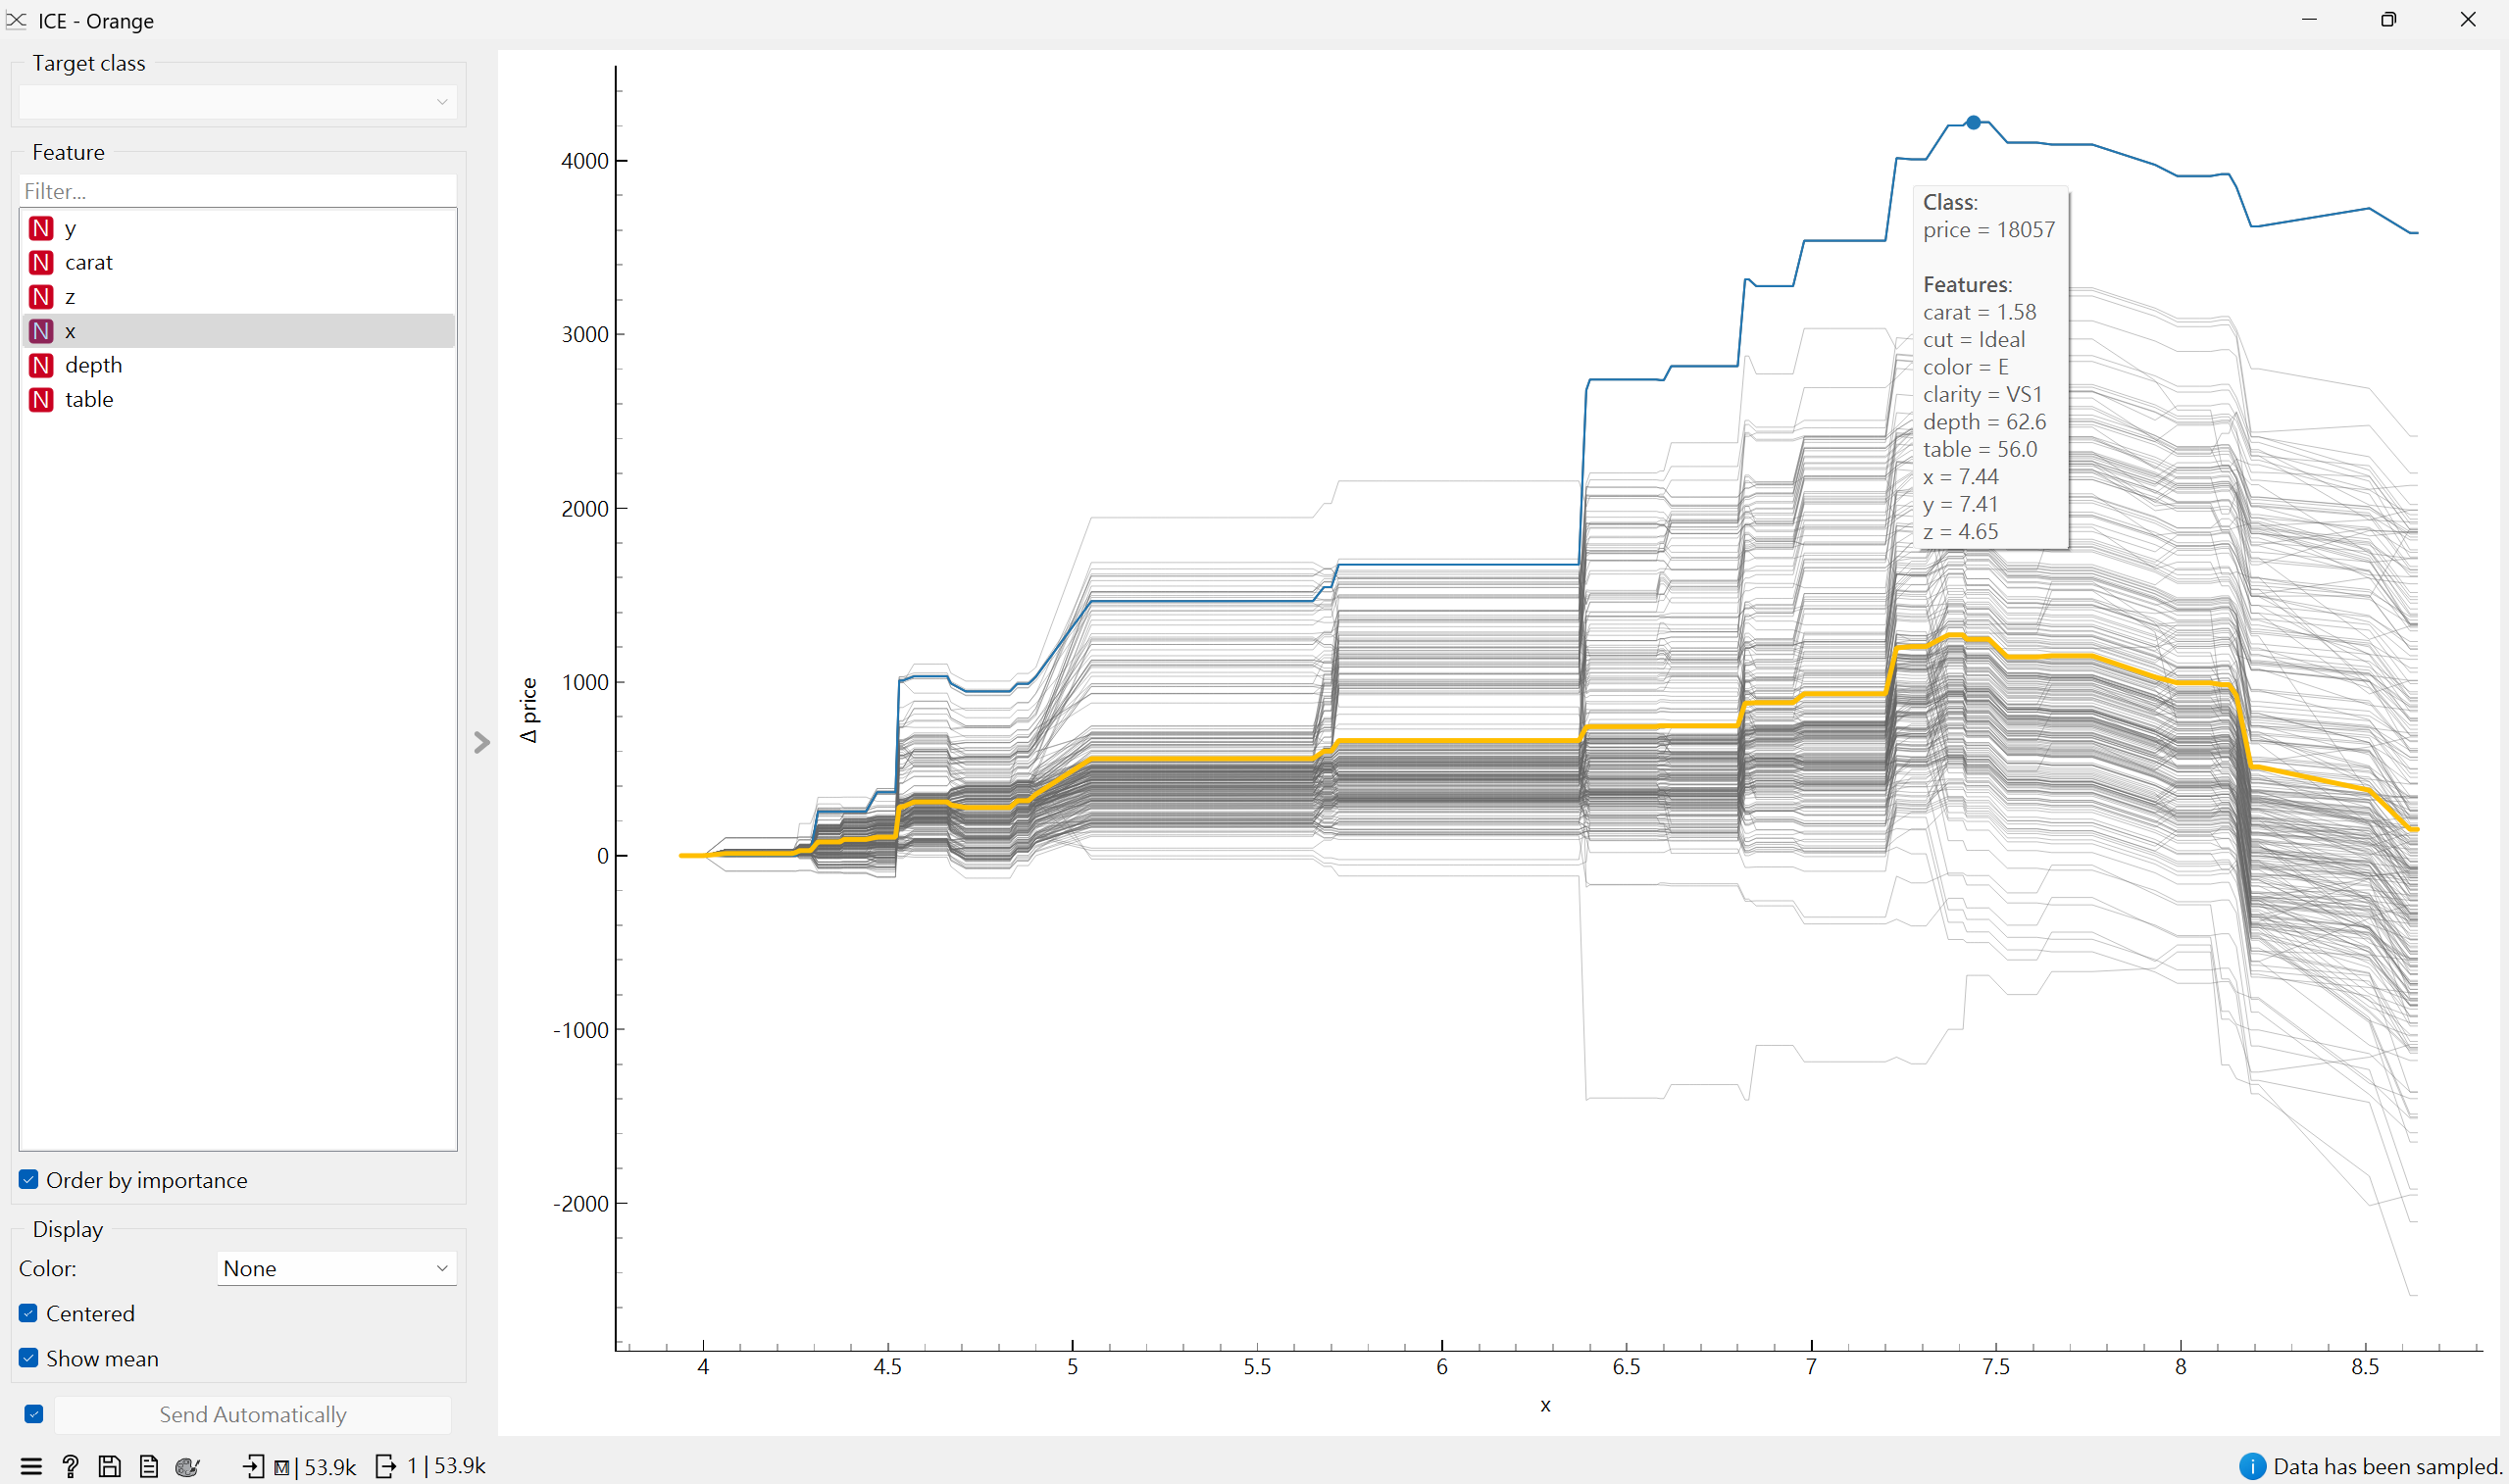 ICE - Orange
Target class
Feature
Filter...
N y
N carat
N z
N x
N depth
N table
Order by importance
Display
Color: None
Centered
Show mean
Send Automatically
? 53.9k 1 | 53.9k
Δ price
4000
3000
2000
1000
0
-1000
-2000
4 4.5 5 5.5 6 6.5 7 7.5 8 8.5
x
Class:
price = 18057
Features:
carat = 1.58
cut = Ideal
color = E
clarity = VS1
depth = 62.6
table = 56.0
x = 7.44
y = 7.41
z = 4.65
Data has been sampled.